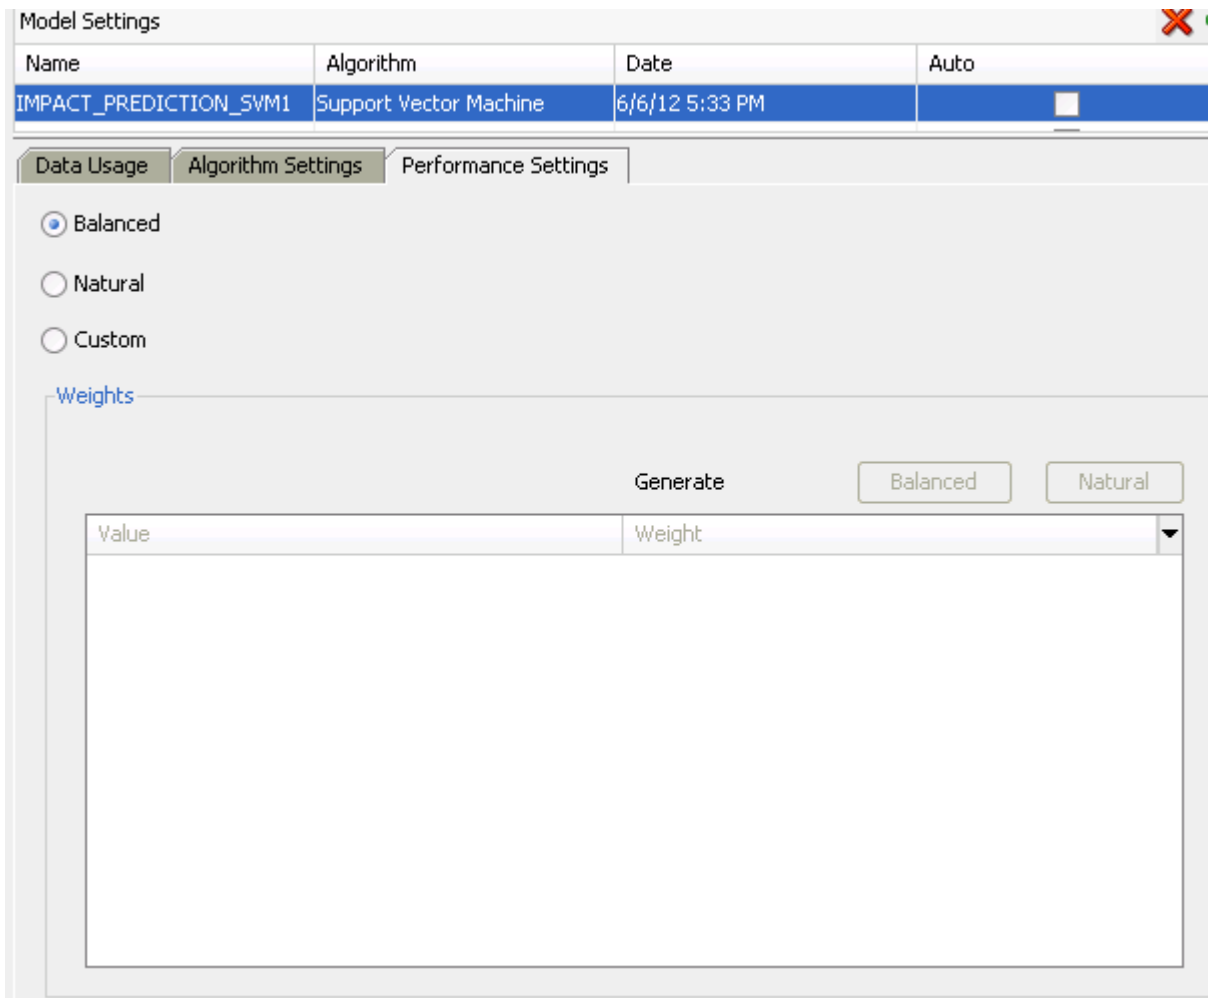 Model Settings
Name Algorithm Date Auto
IMPACT_PREDICTION_SVM1 Support Vector Machine 6/6/12 5:33 PM
Data Usage Algorithm Settings Performance Settings
Balanced
Natural
Custom
Weights
Generate Balanced Natural
Value Weight